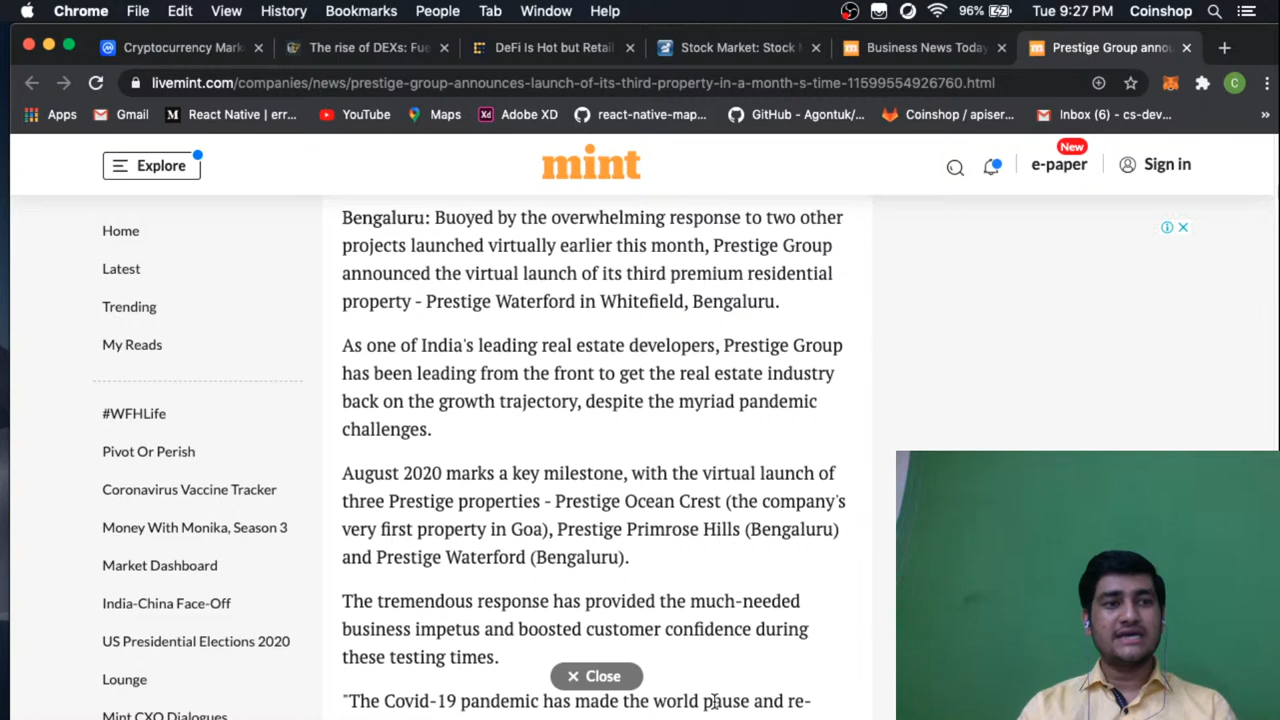 Chrome File Edit View History Bookmarks People Tab Window Help 96% Tue 9:27 PM Coinshop
Cryptocurrency Mark × The rise of DEXs: Fue × DeFi Is Hot but Retail × Stock Market: Stock M × Business News Today × Prestige Group annou × +
livemint.com/companies/news/prestige-group-announces-launch-of-its-third-property-in-a-month-s-time-11599554926760.html C
Apps Gmail React Native | err... YouTube Maps Adobe XD react-native-map... GitHub - Agontuk/... Coinshop / apiser... Inbox (6) - cs-dev... »
Explore mint New e-paper Sign in
Home
Latest
Trending
My Reads
#WFHLife
Pivot Or Perish
Coronavirus Vaccine Tracker
Money With Monika, Season 3
Market Dashboard
India-China Face-Off
US Presidential Elections 2020
Lounge
Mint CXO Dialogues
Bengaluru: Buoyed by the overwhelming response to two other
projects launched virtually earlier this month, Prestige Group
announced the virtual launch of its third premium residential
property - Prestige Waterford in Whitefield, Bengaluru.
As one of India's leading real estate developers, Prestige Group
has been leading from the front to get the real estate industry
back on the growth trajectory, despite the myriad pandemic
challenges.
August 2020 marks a key milestone, with the virtual launch of
three Prestige properties - Prestige Ocean Crest (the company's
very first property in Goa), Prestige Primrose Hills (Bengaluru)
and Prestige Waterford (Bengaluru).
The tremendous response has provided the much-needed
business impetus and boosted customer confidence during
these testing times.
× Close
"The Covid-19 pandemic has made the world pause and re-